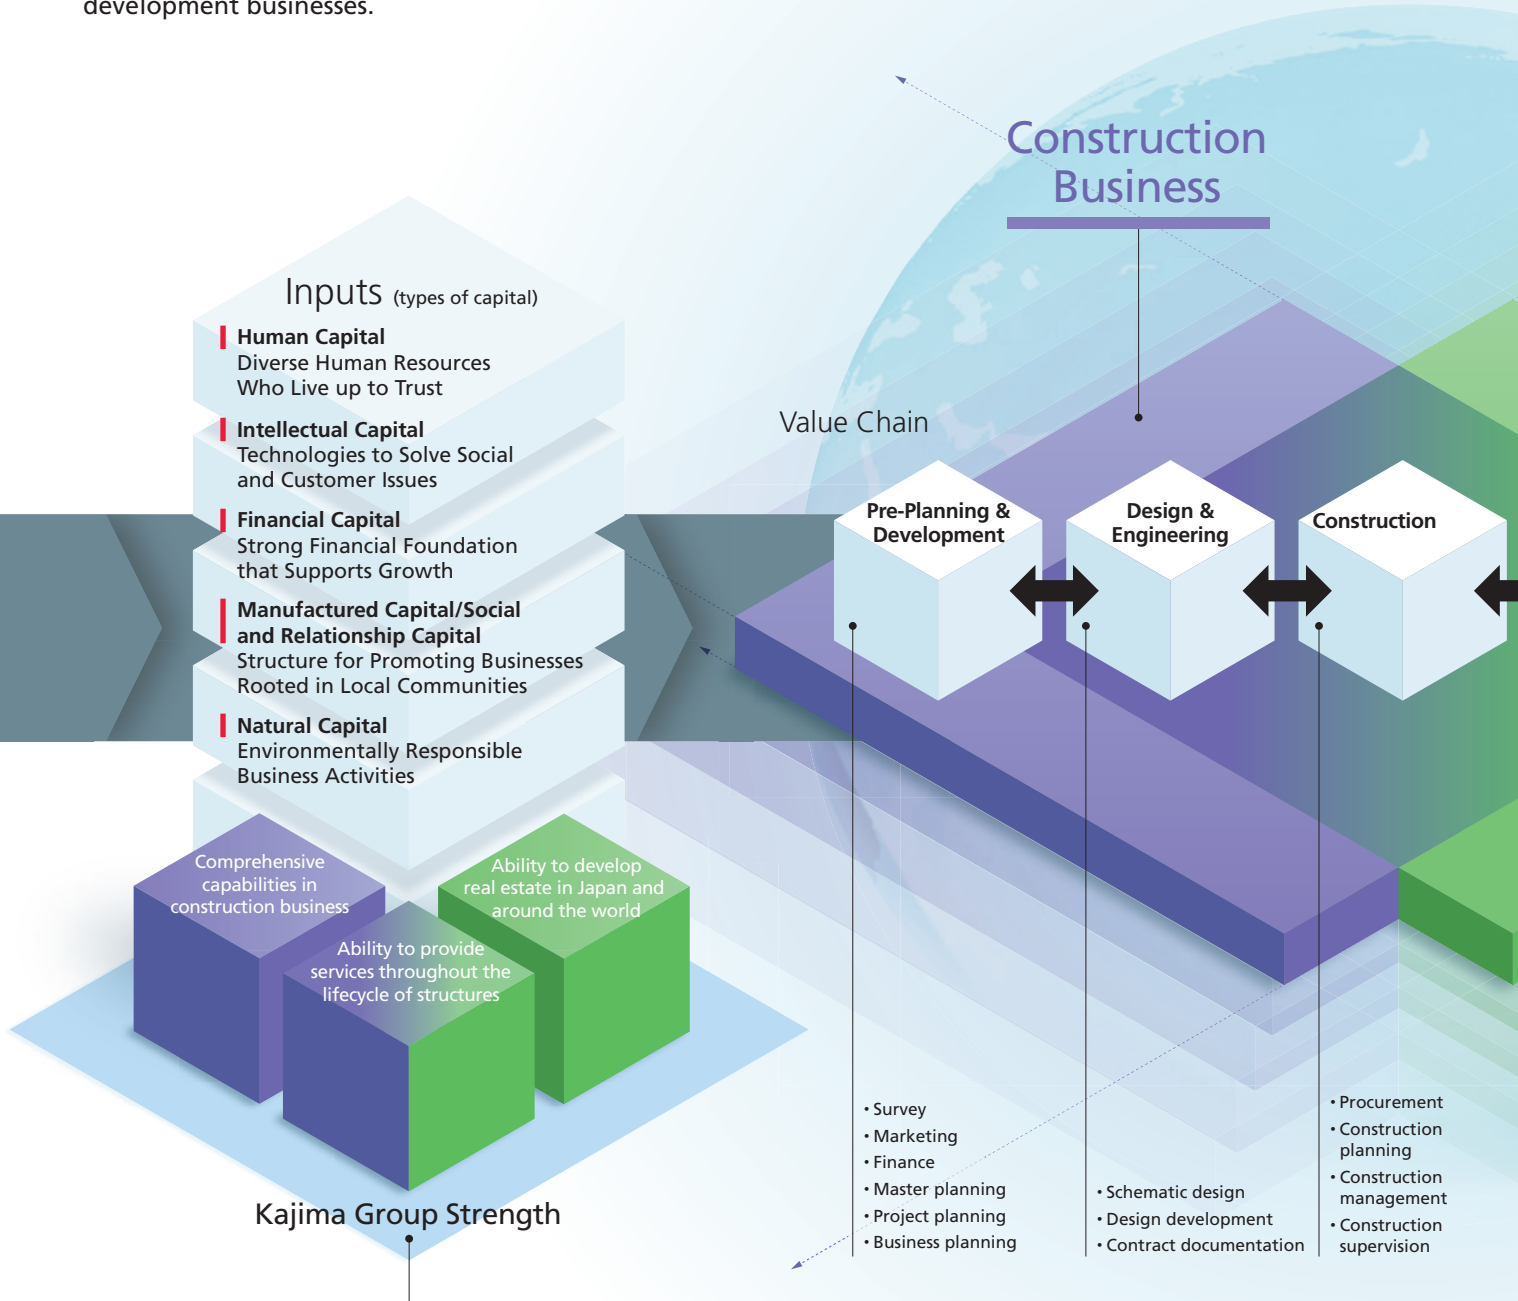 development businesses.
Construction
Business
Inputs (types of capital)
Human Capital
Diverse Human Resources
Who Live up to Trust
Intellectual Capital
Technologies to Solve Social
and Customer Issues
Financial Capital
Strong Financial Foundation
that Supports Growth
Manufactured Capital/Social
and Relationship Capital
Structure for Promoting Businesses
Rooted in Local Communities
Natural Capital
Environmentally Responsible
Business Activities
Value Chain
Pre-Planning &
Development
Design &
Engineering
Construction
Comprehensive
capabilities in
construction business
Ability to develop
real estate in Japan and
around the world
Ability to provide
services throughout the
lifecycle of structures
Kajima Group Strength
• Survey
• Marketing
• Finance
• Master planning
• Project planning
• Business planning
• Schematic design
• Design development
• Contract documentation
• Procurement
• Construction
planning
• Construction
management
• Construction
supervision